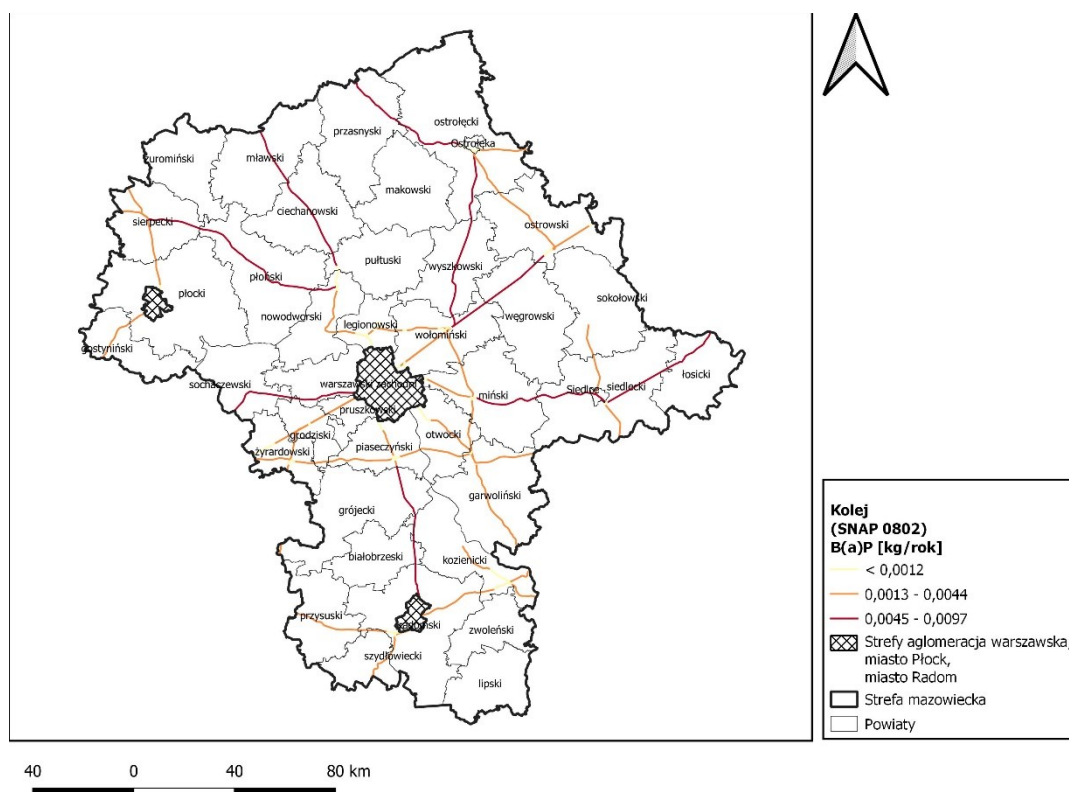 ostrołęcki
przasnyski
Ostrołęka
żuromiński
mławski
makowski
ciechanowski
sierpecki
ostrowski
pułtuski
wyszkowski
płoński
płocki
sokołowski
nowodworski
węgrowski
legionowski
wołomiński
gostyniński
sochaczewski
warszawski zachodni
miński
Siedlce
siedlecki
łosicki
pruszkowski
grodziski
otwocki
żyrardowski
piaseczyński
garwoliński
grójecki
białobrzeski
kozienicki
przysuski
radomski
zwoleński
szydłowiecki
lipski
Kolej
(SNAP 0802)
B(a)P [kg/rok]
< 0,0012
0,0013 - 0,0044
0,0045 - 0,0097
Strefy aglomeracja warszawska,
miasto Płock,
miasto Radom
Strefa mazowiecka
Powiaty
40 0 40 80 km